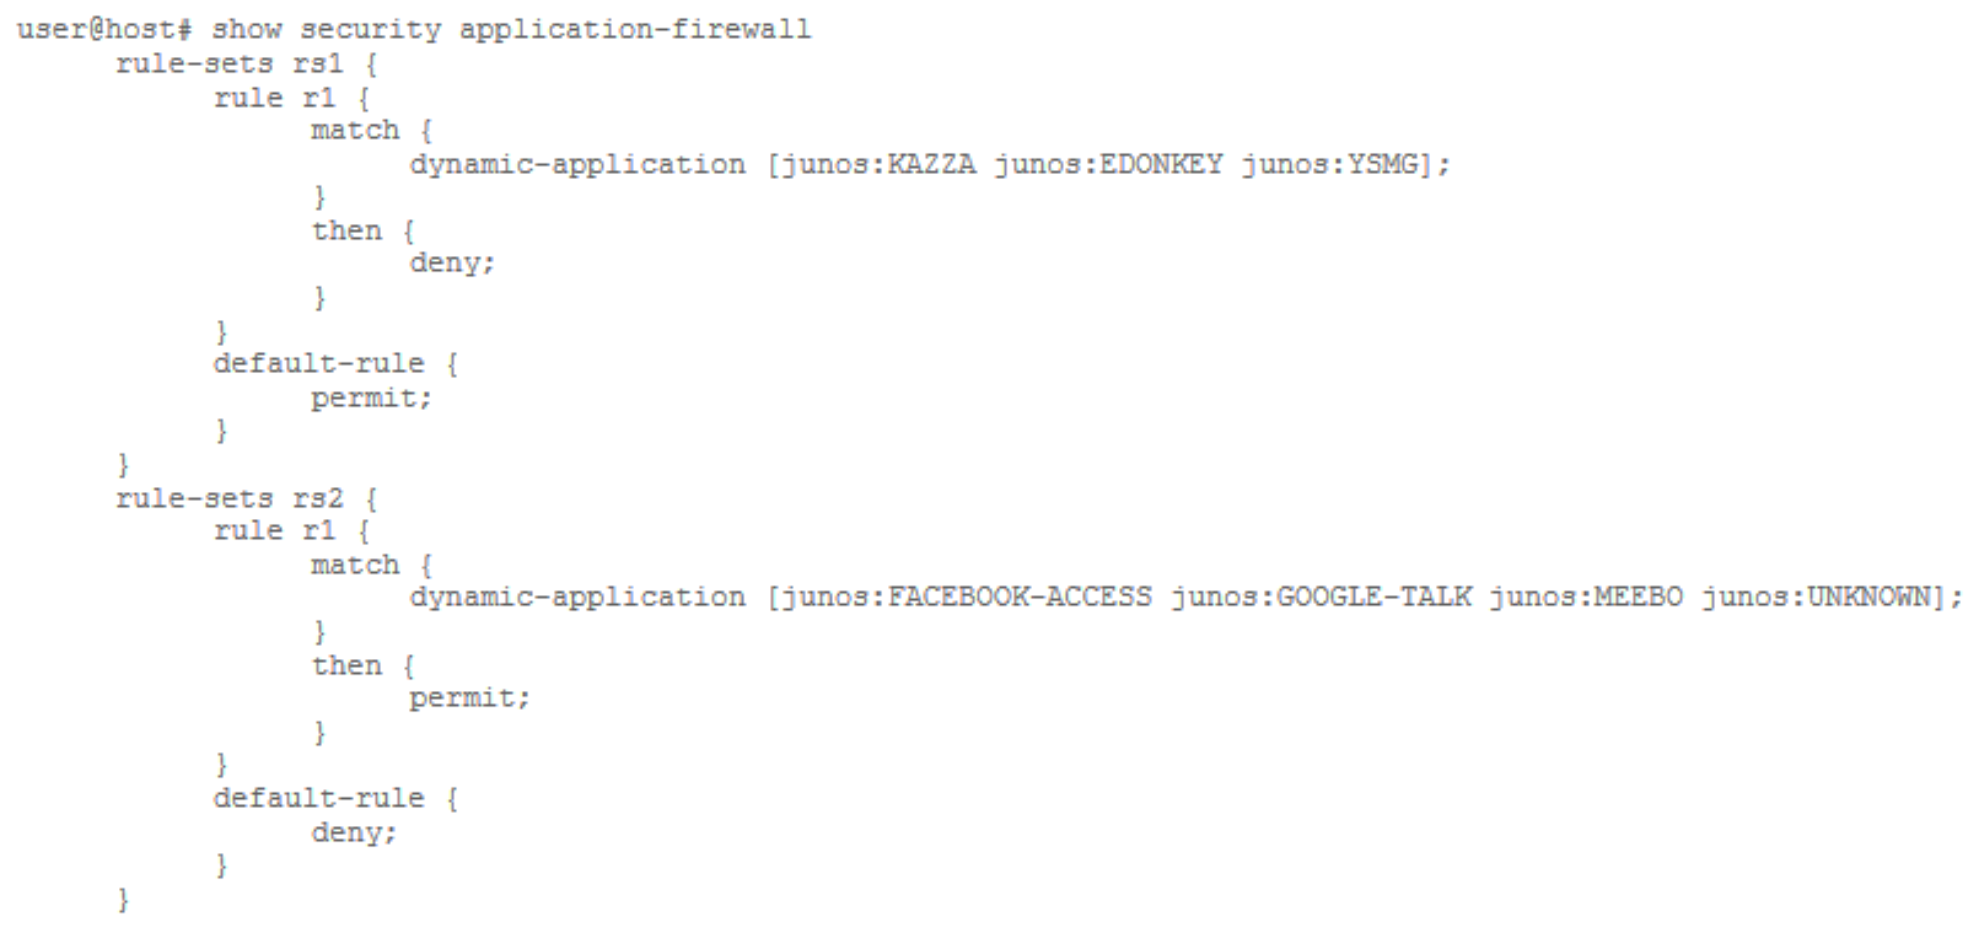 user@host# show security application-firewall
rule-sets rs1 {
rule r1 {
match {
dynamic-application [junos:KAZZA junos:EDONKEY junos:YSMG];
}
then {
deny;
}
}
default-rule {
permit;
}
}
rule-sets rs2 {
rule r1 {
match {
dynamic-application [junos:FACEBOOK-ACCESS junos:GOOGLE-TALK junos:MEEBO junos:UNKNOWN];
}
then {
permit;
}
}
default-rule {
deny;
}
}